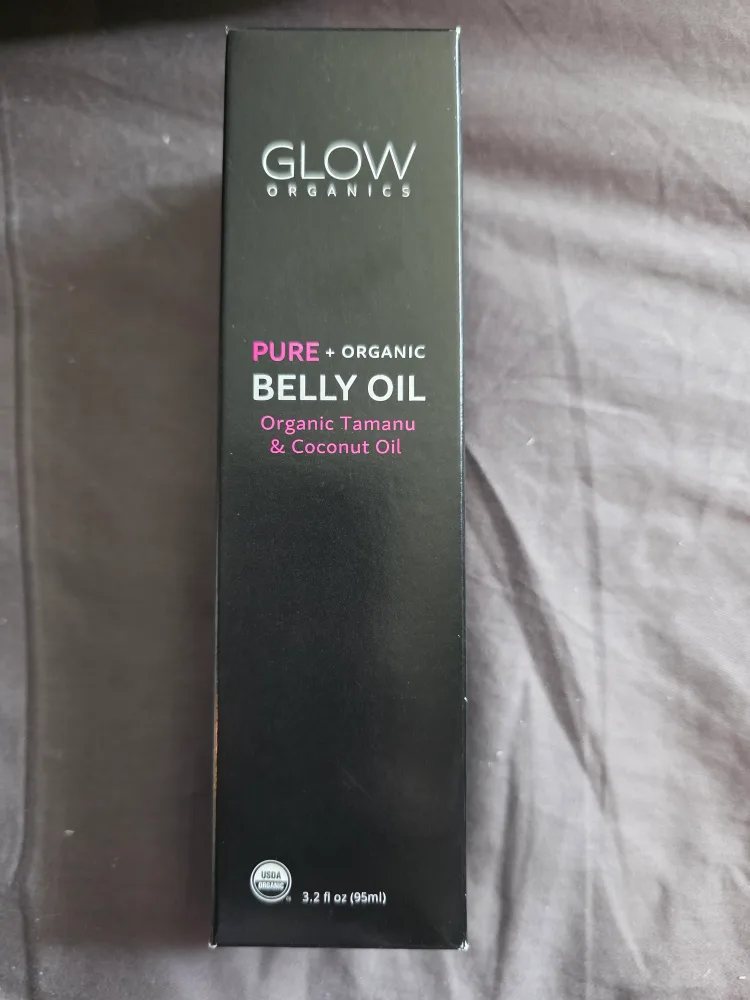 GLOW
ORGANICS
PURE + ORGANIC
BELLY OIL
Organic Tamanu
& Coconut Oil
USDA
ORGANIC
3.2 fl oz (95ml)